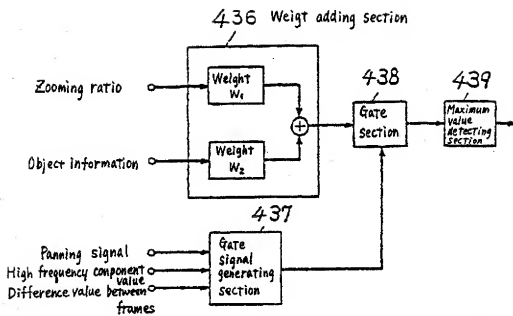 436 Weigt adding section
Zooming ratio
Weight
W1
438
439
Gate
section
Maximum
value
detecting
section
Object information
Weight
W2
437
Panning signal
High frequency component
value
Difference value between
frames
Gate
signal
generating
section